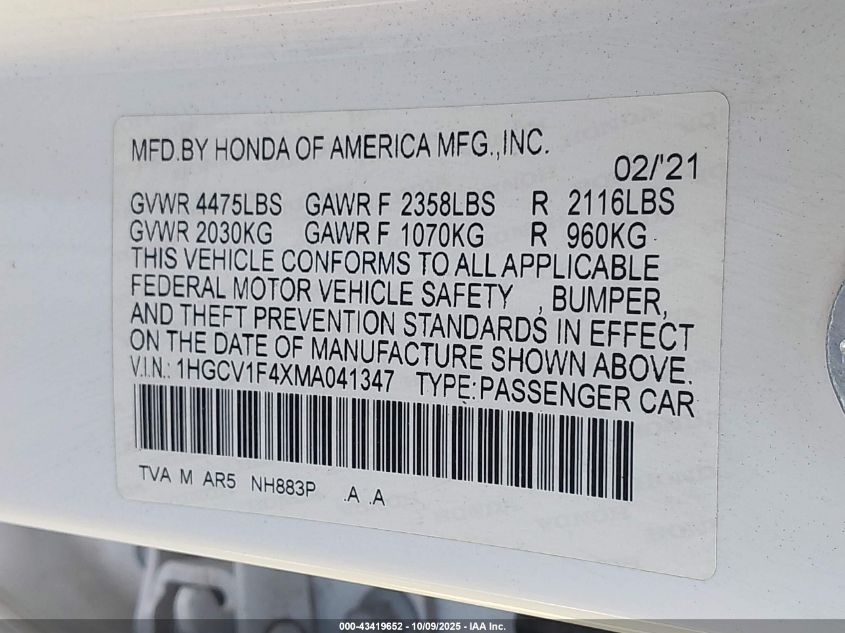 MFD.BY HONDA OF AMERICA MFG.,INC.
02/'21
GVWR 4475LBS GAWR F 2358LBS R 2116LBS
GVWR 2030KG GAWR F 1070KG R 960KG
THIS VEHICLE CONFORMS TO ALL APPLICABLE
FEDERAL MOTOR VEHICLE SAFETY , BUMPER,
AND THEFT PREVENTION STANDARDS IN EFFECT
ON THE DATE OF MANUFACTURE SHOWN ABOVE.
V.I.N.: 1HGCV1F4XMA041347 TYPE:PASSENGER CAR
TVA M AR5 NH883P .A .A
000-43419652 - 10/09/2025 - IAA Inc.